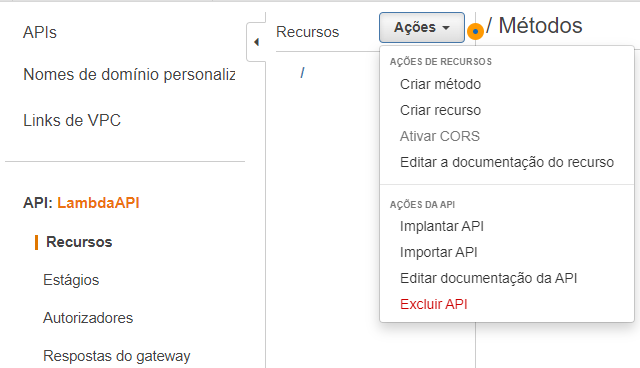 APIs
Nomes de domínio personaliz
Links de VPC
API: LambdaAPI
Recursos
Estágios
Autorizadores
Respostas do gateway
Recursos
/
Ações
/ Métodos
AÇÕES DE RECURSOS
Criar método
Criar recurso
Ativar CORS
Editar a documentação do recurso
AÇÕES DA API
Implantar API
Importar API
Editar documentação da API
Excluir API